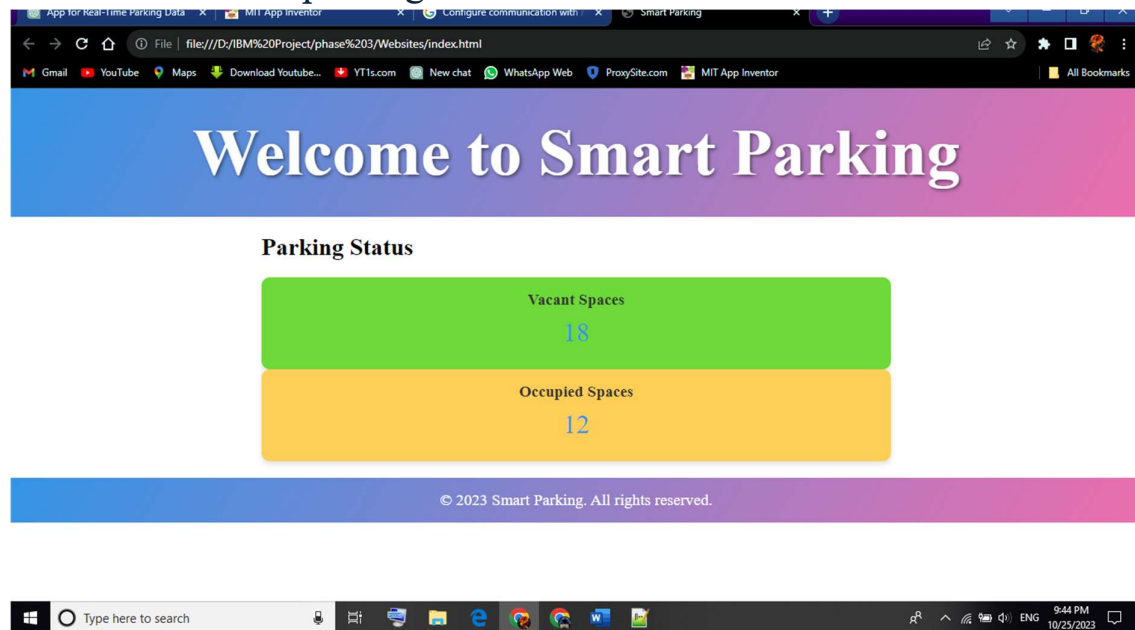 App for Real-Time Parking Data
MIT App Inventor
Configure communication with
Smart Parking
File file:///D:/IBM%20Project/phase%203/Websites/index.html
Gmail YouTube Maps Download Youtube... YT1s.com New chat WhatsApp Web ProxySite.com MIT App Inventor All Bookmarks
Welcome to Smart Parking
Parking Status
Vacant Spaces
18
Occupied Spaces
12
© 2023 Smart Parking. All rights reserved.
Type here to search
ENG
9:44 PM
10/25/2023